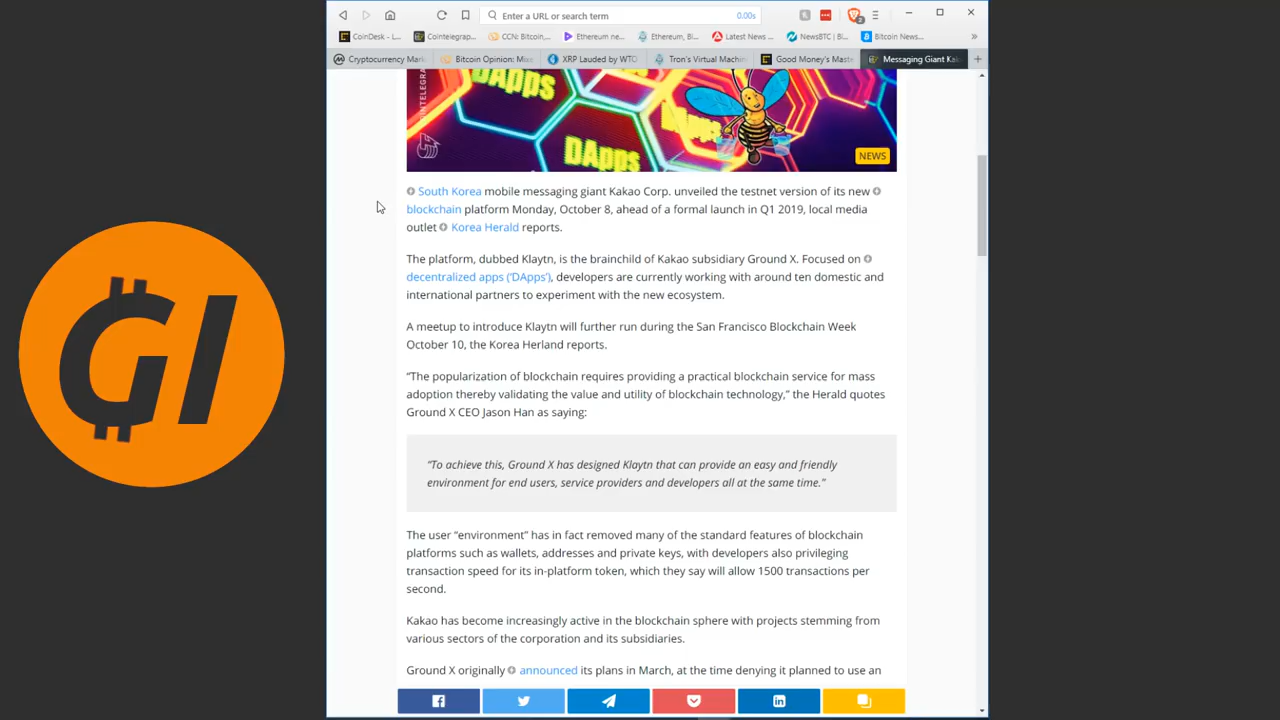 Enter a URL or search term
0.00s
CoinDesk - L...
Cointelegrap...
CCN: Bitcoin,...
Ethereum ne...
Ethereum, Bi...
Latest News ...
NewsBTC | Bi...
Bitcoin News...
»
Cryptocurrency Mark
Bitcoin Opinion: Mixe
XRP Lauded by WTO
Tron's Virtual Machin
Good Money's Maste
Messaging Giant Kak
DApps
DApps
DApps
COINTELEGRA
NEWS
South Korea mobile messaging giant Kakao Corp. unveiled the testnet version of its new
blockchain platform Monday, October 8, ahead of a formal launch in Q1 2019, local media
outlet Korea Herald reports.
The platform, dubbed Klaytn, is the brainchild of Kakao subsidiary Ground X. Focused on
decentralized apps (‘DApps’), developers are currently working with around ten domestic and
international partners to experiment with the new ecosystem.
A meetup to introduce Klaytn will further run during the San Francisco Blockchain Week
October 10, the Korea Herland reports.
“The popularization of blockchain requires providing a practical blockchain service for mass
adoption thereby validating the value and utility of blockchain technology,” the Herald quotes
Ground X CEO Jason Han as saying:
“To achieve this, Ground X has designed Klaytn that can provide an easy and friendly
environment for end users, service providers and developers all at the same time.”
The user “environment” has in fact removed many of the standard features of blockchain
platforms such as wallets, addresses and private keys, with developers also privileging
transaction speed for its in-platform token, which they say will allow 1500 transactions per
second.
Kakao has become increasingly active in the blockchain sphere with projects stemming from
various sectors of the corporation and its subsidiaries.
Ground X originally announced its plans in March, at the time denying it planned to use an
GI